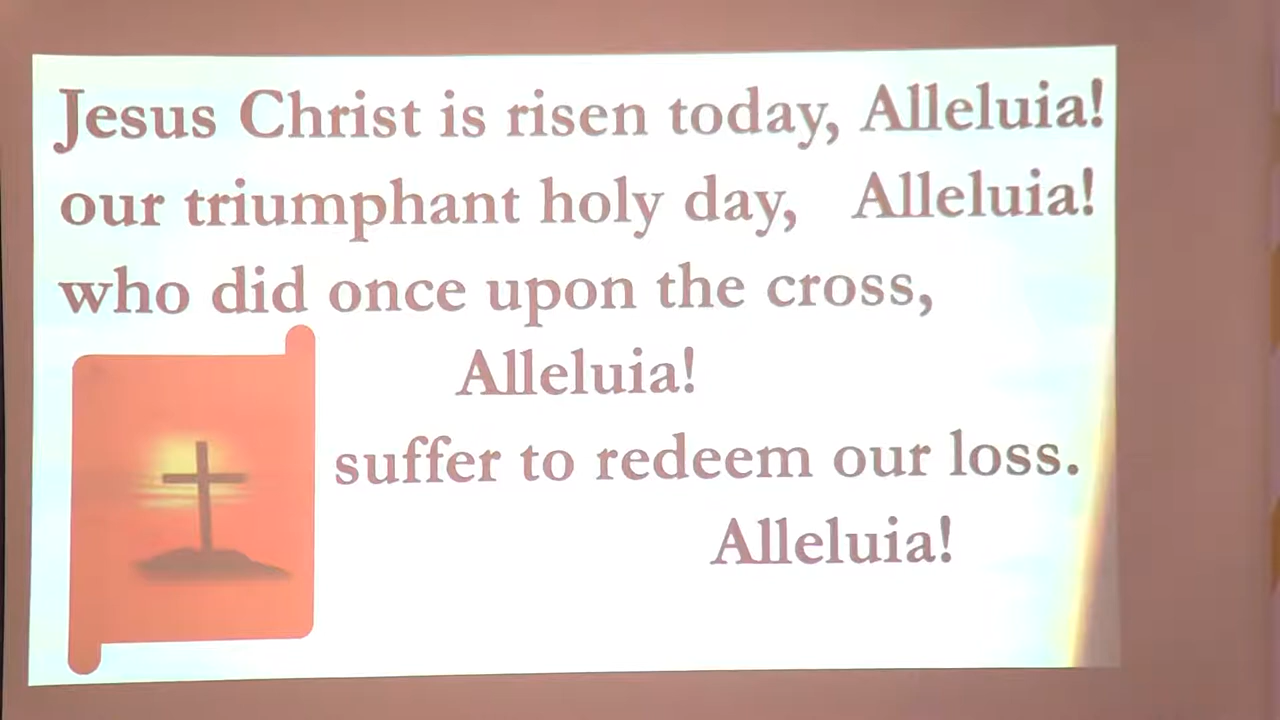 Jesus Christ is risen today, Alleluia!
our triumphant holy day, Alleluia!
who did once upon the cross,
Alleluia!
suffer to redeem our loss.
Alleluia!